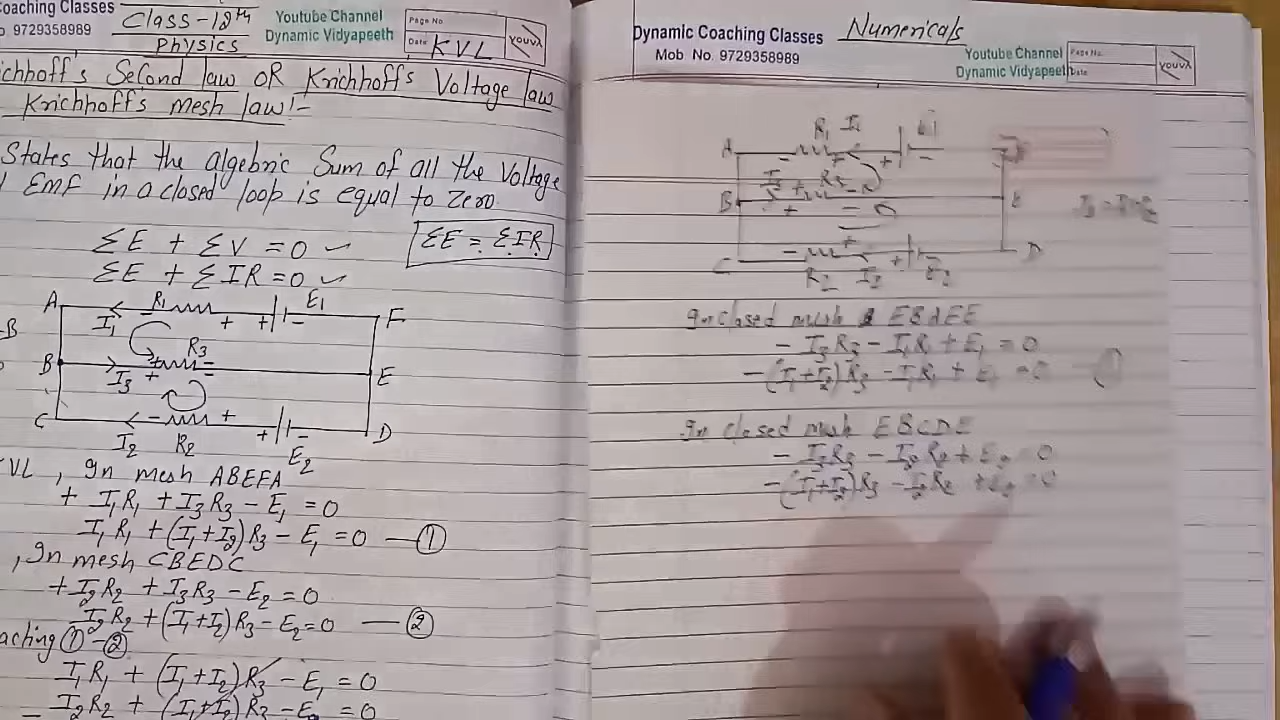 oaching Classes
o 9729358989
Class-12th
Physics
Youtube Channel
Dynamic Vidyapeeth
Page No
Date KVL
youva
ichhoff's Second law OR Krichhoff's Voltage law
Krichhoff's mesh law:-
States that the algebric Sum of all the Voltage
EMF in a closed loop is equal to zero.
ΣE + ΣV = 0
ΣE = ΣIR
ΣE + ΣIR = 0
A R1 E1 F
I1 + + -
-B
R3
B + E
I3
C - + + - D
I2 R2 E2
VL, In mesh ABEFA
+ I1R1 + I3R3 - E1 = 0
I1R1 + (I1+I2)R3 - E1 = 0 — 1
, In mesh CBEDC
+ I2R2 + I3R3 - E2 = 0
I2R2 + (I1+I2)R3 - E2 = 0 — 2
aching 1 - 2
I1R1 + (I1+I2)R3 - E1 = 0
- I2R2 + (I1+I2)R3 - E2 = 0
Dynamic Coaching Classes
Mob No. 9729358989
Numericals
Youtube Channel
Dynamic Vidyapeeth
Page No.
Date
youva
R1 I1
A - + + -
R3
B + - E
+
C - + + D
R2 E2
In closed mesh
- I3R3 - I1R1 + E1 = 0
- (I1+I2)R3 - I1R1 + E1 = 0
In closed mesh EBCDE
- I3R3 - I2R2 + E2 = 0
- (I1+I2)R3 - I2R2 + E2 = 0